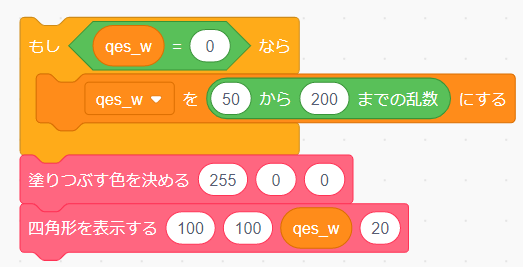 もし qes_w = 0 なら
qes_w を 50 から 200 までの乱数 にする
塗りつぶす色を決める 255 0 0
四角形を表示する 100 100 qes_w 20